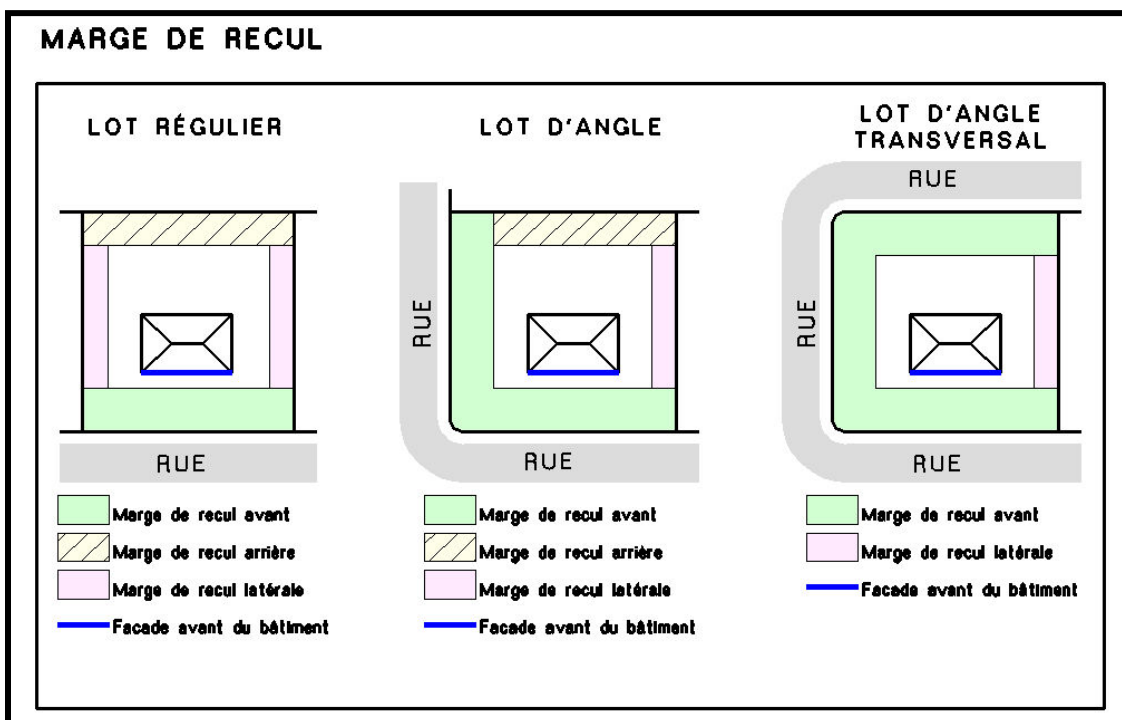 MARGE DE RECUL
LOT RÉGULIER
RUE
Marge de recul avant
Marge de recul arrière
Marge de recul latérale
Facade avant du bâtiment
LOT D'ANGLE
RUE
RUE
Marge de recul avant
Marge de recul arrière
Marge de recul latérale
Facade avant du bâtiment
LOT D'ANGLE
TRANSVERSAL
RUE
RUE
RUE
Marge de recul avant
Marge de recul latérale
Facade avant du bâtiment